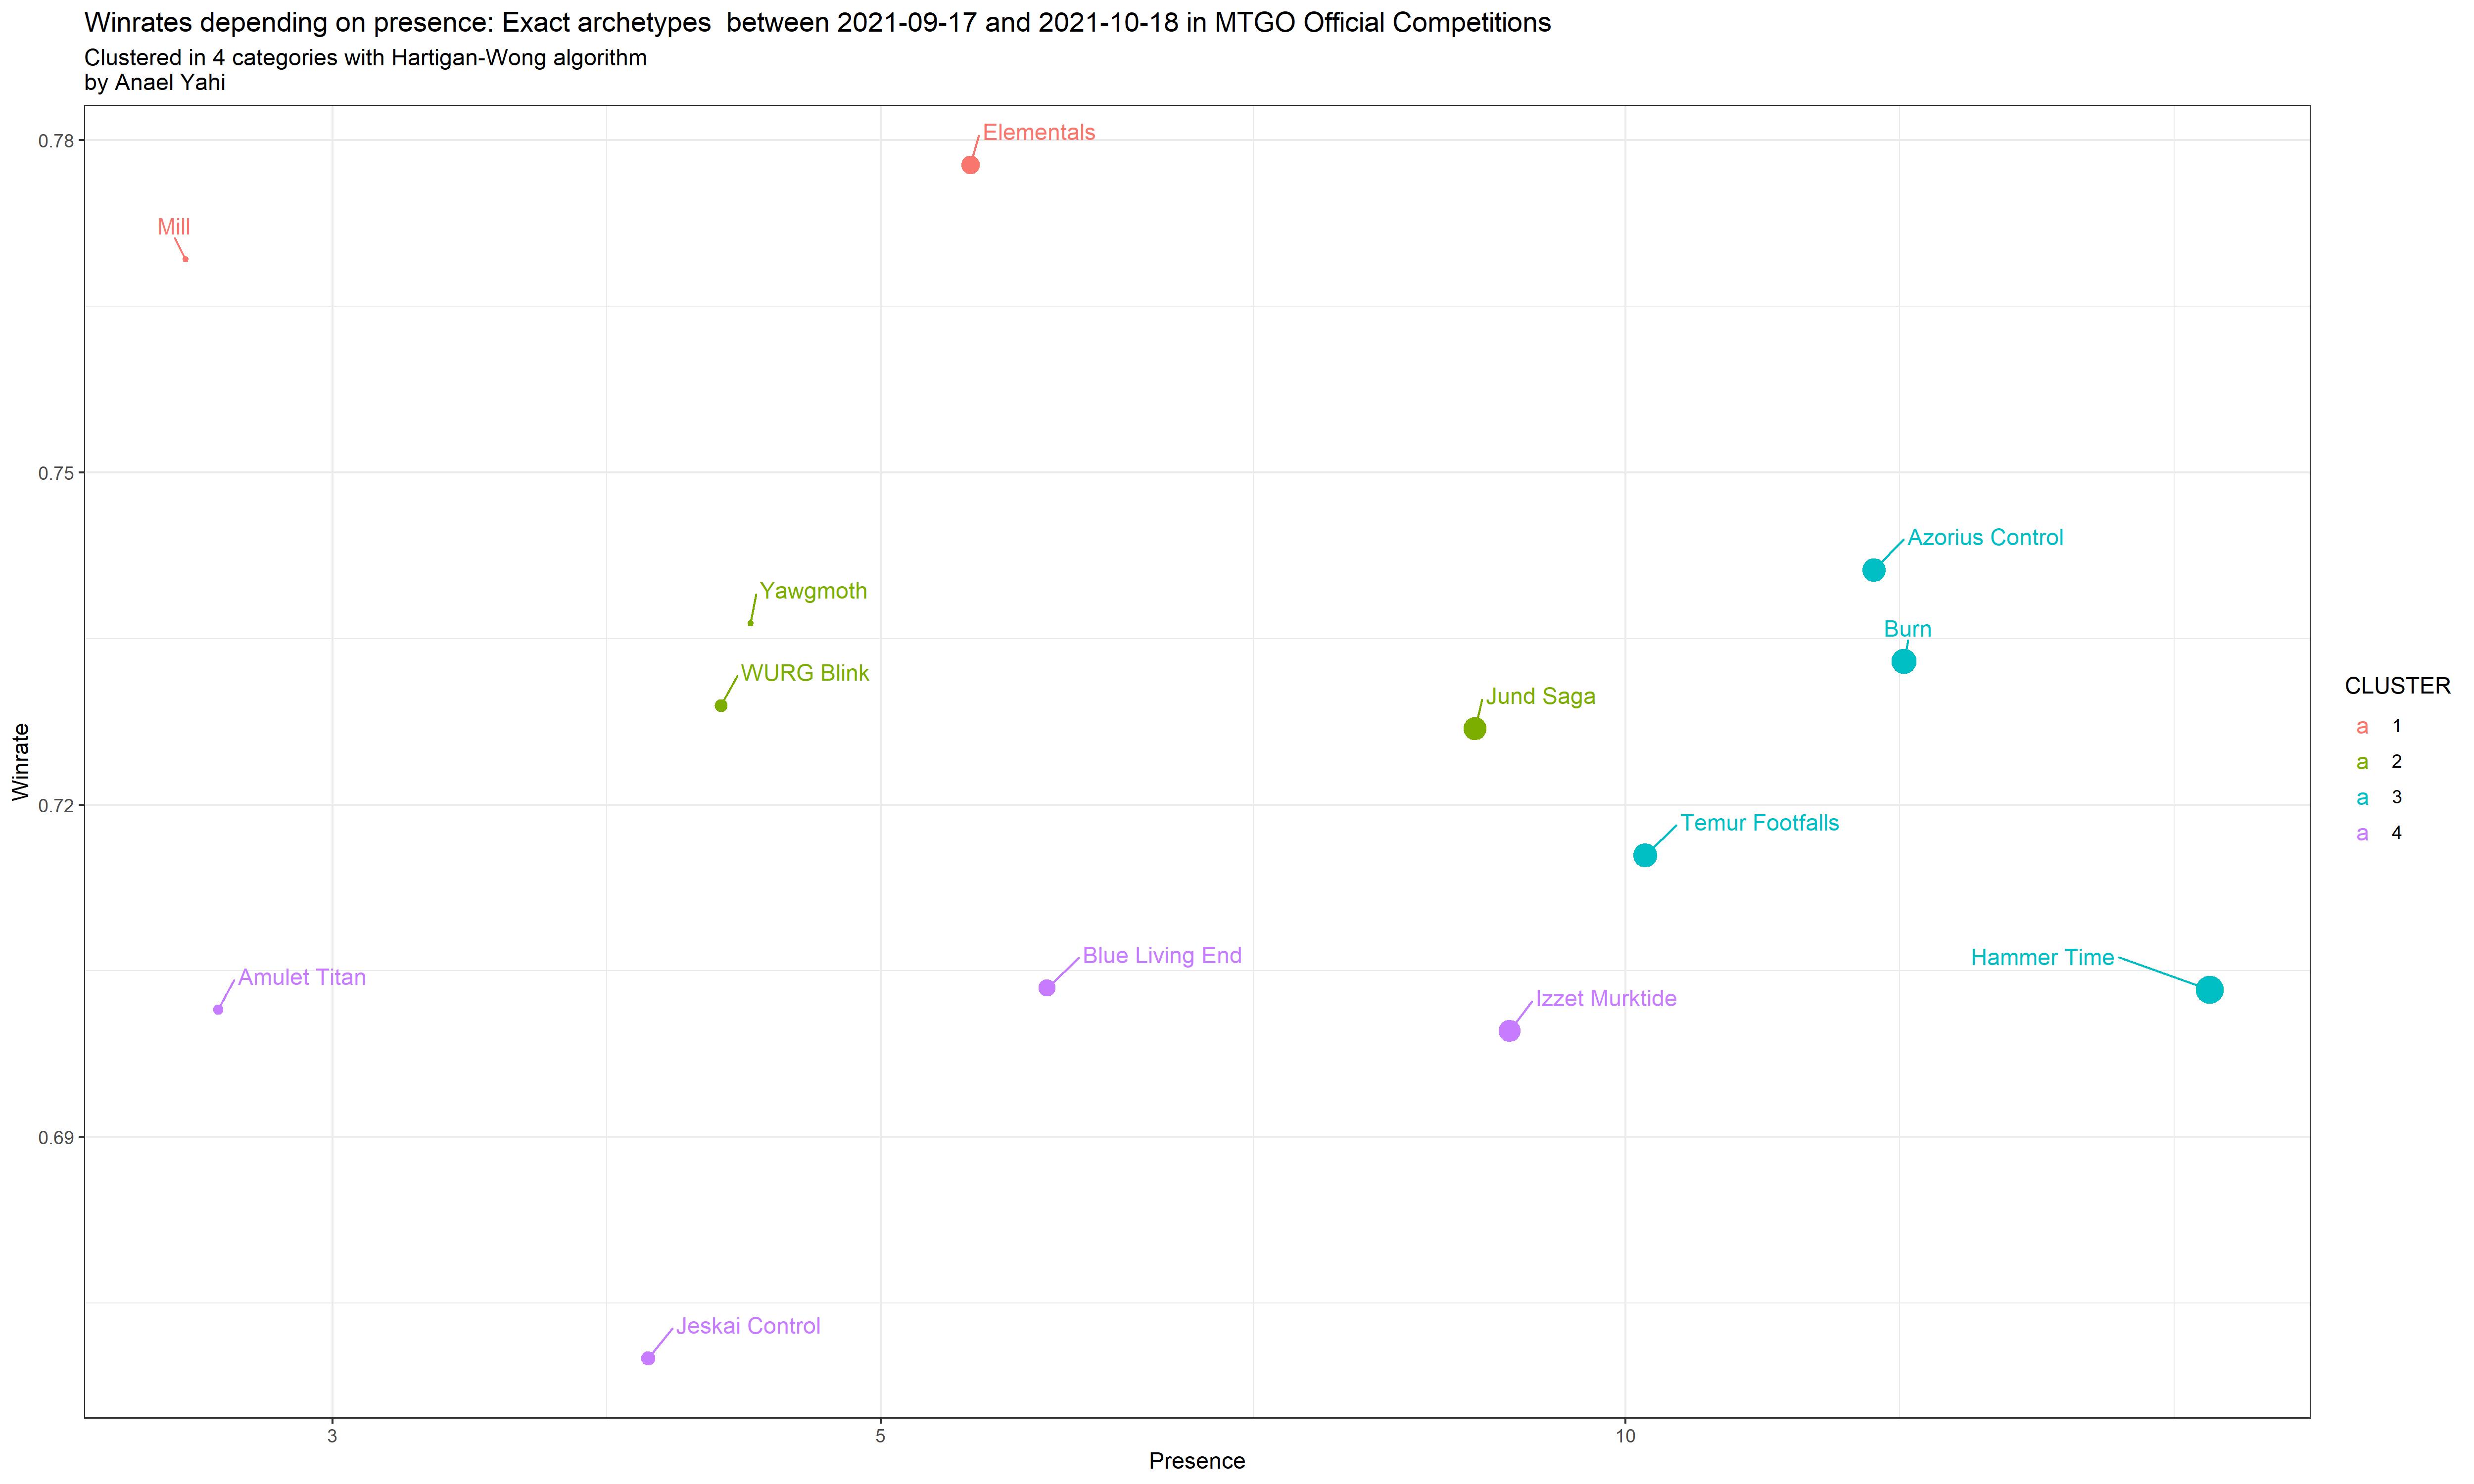 Winrates depending on presence: Exact archetypes  between 2021-09-17 and 2021-10-18 in MTGO Official Competitions
Clustered in 4 categories with Hartigan-Wong algorithm
by Anael Yahi
0.78
0.75
0.72
0.69
Winrate
Elementals
Mill
Azorius Control
Yawgmoth
Burn
WURG Blink
Jund Saga
Temur Footfalls
Blue Living End
Hammer Time
Amulet Titan
Izzet Murktide
Jeskai Control
3
5
10
Presence
CLUSTER
a 1
a 2
a 3
a 4